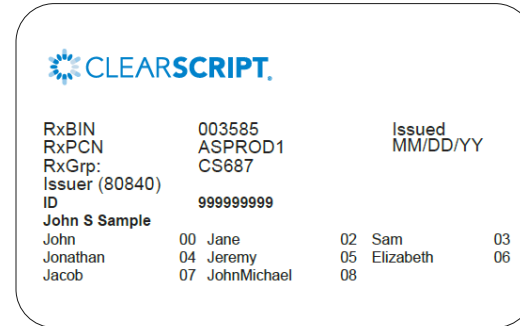 CLEARSCRIPT.
RxBIN 003585 Issued
RxPCN ASPROD1 MM/DD/YY
RxGrp: CS687
Issuer (80840)
ID 999999999
John S Sample
John 00 Jane 02 Sam 03
Jonathan 04 Jeremy 05 Elizabeth 06
Jacob 07 JohnMichael 08